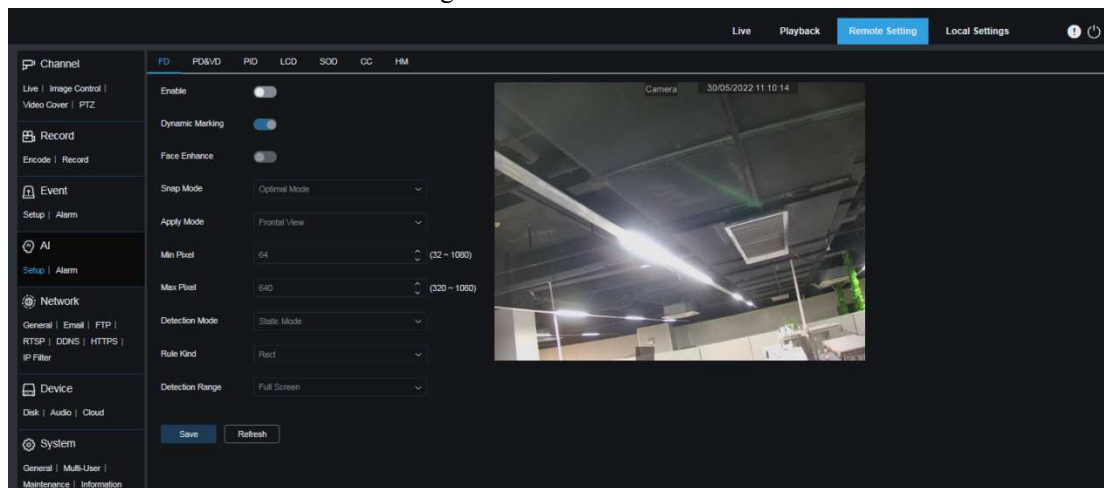 Live Playback Remote Setting Local Settings
Channel
Live | Image Control |
Video Cover | PTZ
Record
Encode | Record
Event
Setup | Alarm
AI
Setup | Alarm
Network
General | Email | FTP |
RTSP | DDNS | HTTPS |
IP Filter
Device
Disk | Audio | Cloud
System
General | Multi-User |
Maintenance | Information
FD PD&VD PID LCD SOD CC HM
Enable
Dynamic Marking
Face Enhance
Snap Mode Optimal Mode
Apply Mode Frontal View
Min Pixel 64 (32 ~ 1080)
Max Pixel 640 (320 ~ 1080)
Detection Mode Static Mode
Rule Kind Rect
Detection Range Full Screen
Save Refresh
Camera 30/05/2022 11:10:14